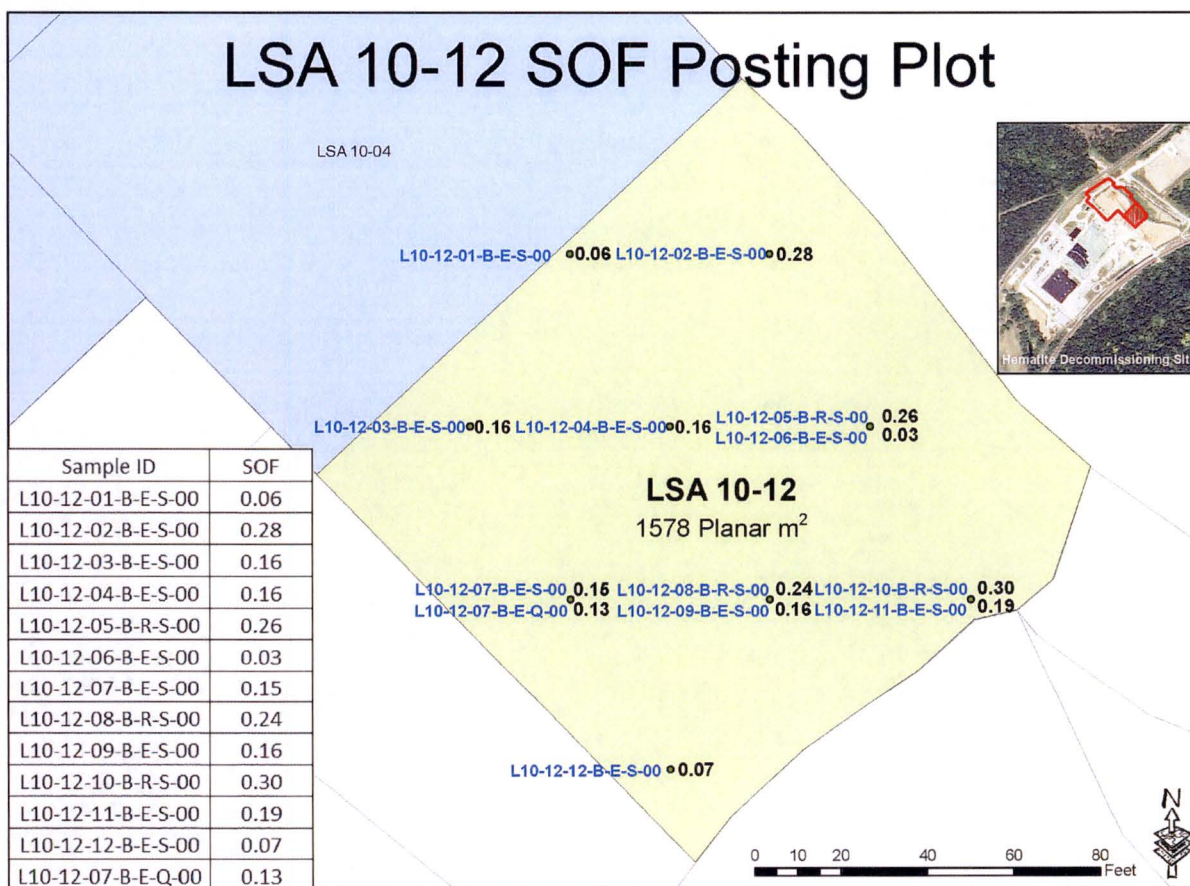 LSA 10-12 SOF Posting Plot
LSA 10-04
Hematite Decommissioning Sit
L10-12-01-B-E-S-00 0.06 L10-12-02-B-E-S-00 0.28
L10-12-03-B-E-S-00 0.16 L10-12-04-B-E-S-00 0.16 L10-12-05-B-R-S-00 0.26
L10-12-06-B-E-S-00 0.03
LSA 10-12
1578 Planar m²
L10-12-07-B-E-S-00 0.15 L10-12-08-B-R-S-00 0.24 L10-12-10-B-R-S-00 0.30
L10-12-07-B-E-Q-00 0.13 L10-12-09-B-E-S-00 0.16 L10-12-11-B-E-S-00 0.19
L10-12-12-B-E-S-00 0.07
Sample ID SOF
L10-12-01-B-E-S-00 0.06
L10-12-02-B-E-S-00 0.28
L10-12-03-B-E-S-00 0.16
L10-12-04-B-E-S-00 0.16
L10-12-05-B-R-S-00 0.26
L10-12-06-B-E-S-00 0.03
L10-12-07-B-E-S-00 0.15
L10-12-08-B-R-S-00 0.24
L10-12-09-B-E-S-00 0.16
L10-12-10-B-R-S-00 0.30
L10-12-11-B-E-S-00 0.19
L10-12-12-B-E-S-00 0.07
L10-12-07-B-E-Q-00 0.13
N
0 10 20 40 60 80
Feet